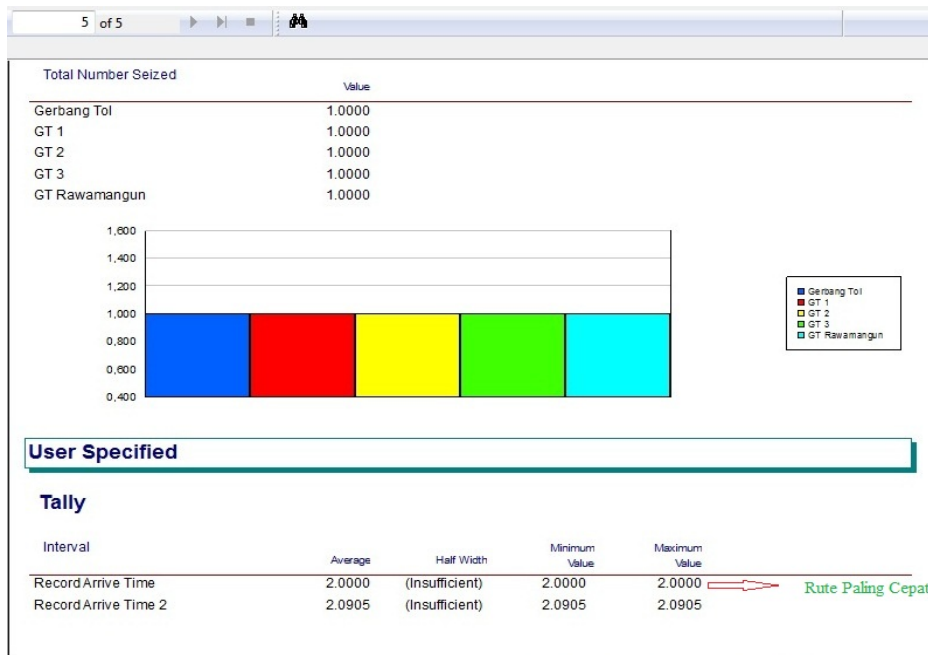 5 of 5
Total Number Seized
Value
Gerbang Tol 1.0000
GT 1 1.0000
GT 2 1.0000
GT 3 1.0000
GT Rawamangun 1.0000
1,600
1,400
1,200
1,000
0,800
0,600
0,400
Gerbang Tol
GT 1
GT 2
GT 3
GT Rawamangun
User Specified
Tally
Interval Average Half Width Minimum Value Maximum Value
Record Arrive Time 2.0000 (Insufficient) 2.0000 2.0000 Rute Paling Cepat
Record Arrive Time 2 2.0905 (Insufficient) 2.0905 2.0905